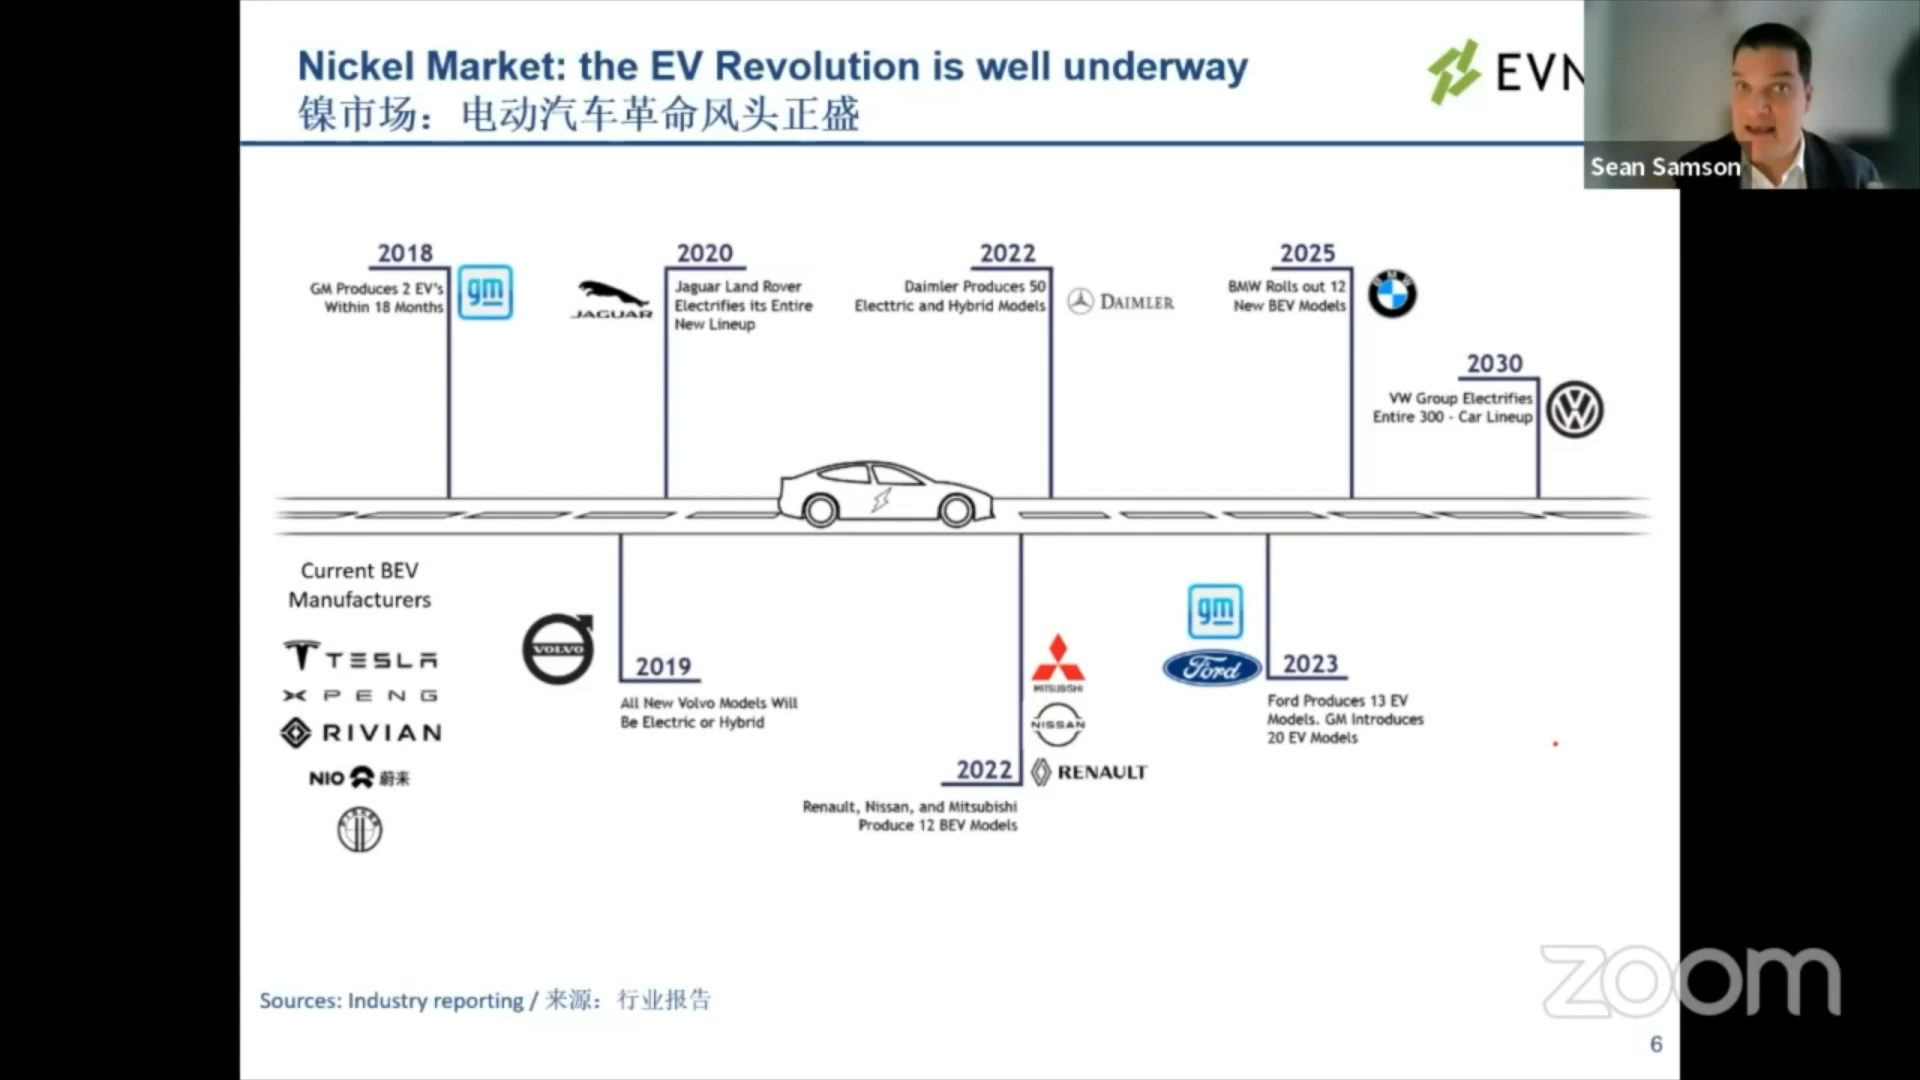 Nickel Market: the EV Revolution is well underway
镍市场：电动汽车革命风头正盛
EVN
Sean Samson
2018
GM Produces 2 EV's
Within 18 Months
gm
JAGUAR
2020
Jaguar Land Rover
Electrifies its Entire
New Lineup
2022
Daimler Produces 50
Electtric and Hybrid Models
DAIMLER
2025
BMW Rolls out 12
New BEV Models
BMW
2030
VW Group Electrifies
Entire 300 - Car Lineup
Current BEV
Manufacturers
TESLA
XPENG
RIVIAN
NIO 蔚来
VOLVO
2019
All New Volvo Models Will
Be Electric or Hybrid
MITSUBISHI
NISSAN
RENAULT
2022
Renault, Nissan, and Mitsubishi
Produce 12 BEV Models
gm
Ford
2023
Ford Produces 13 EV
Models. GM Introduces
20 EV Models
Sources: Industry reporting / 来源：行业报告
zoom
6